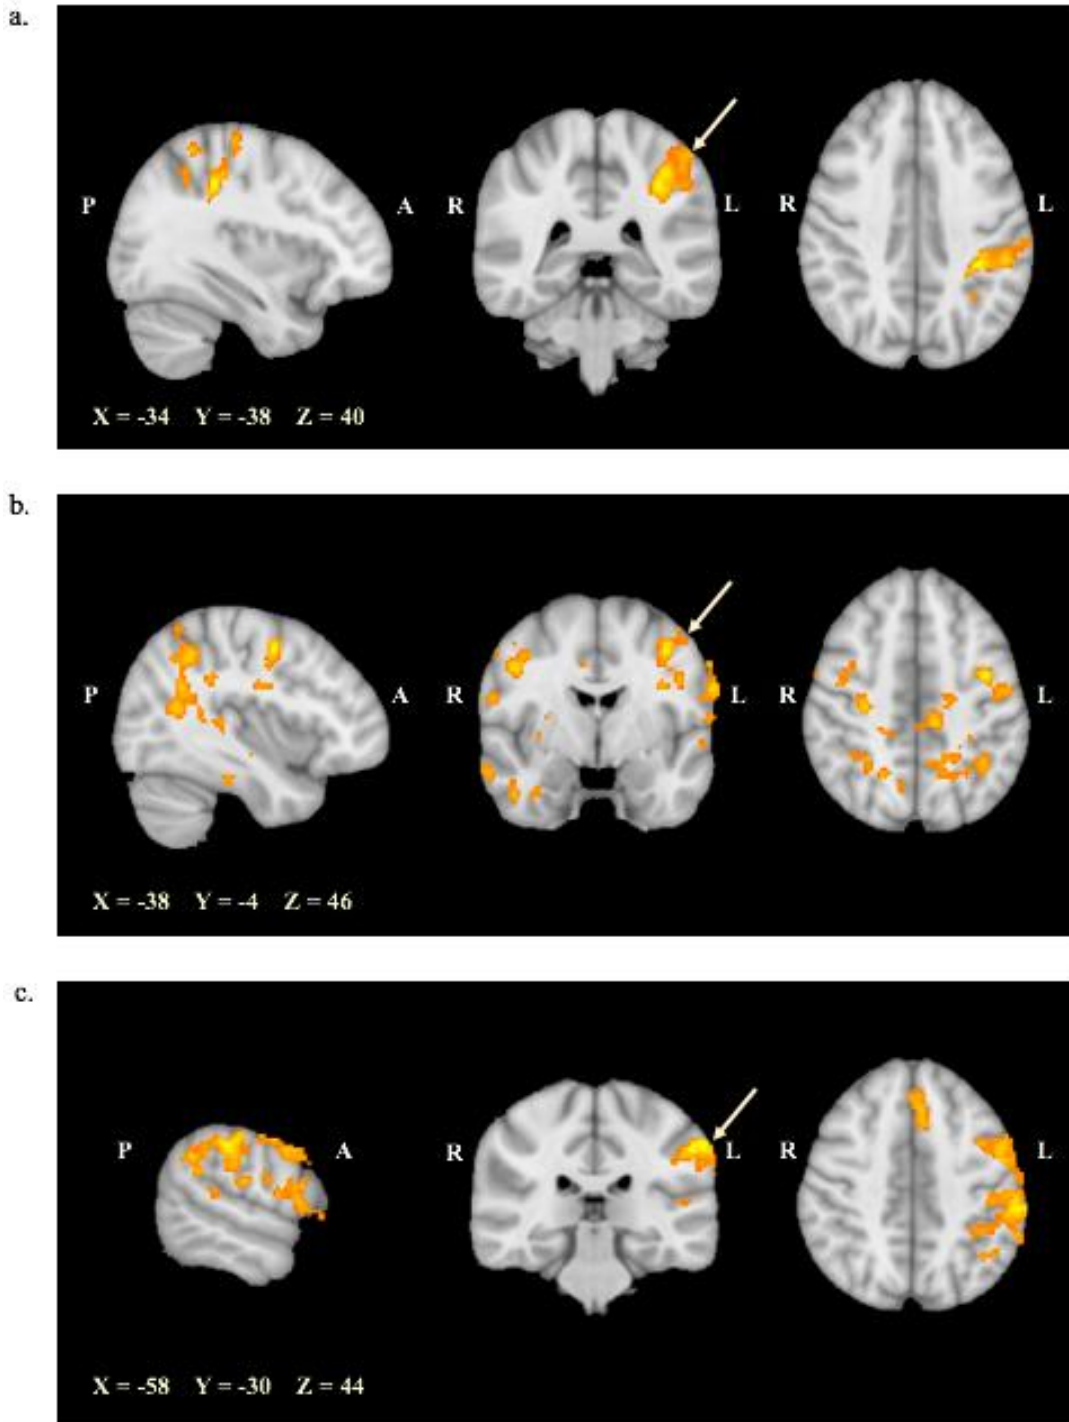 a.
P A R L R L
X = -34 Y = -38 Z = 40
b.
P A R L R L
X = -38 Y = -4 Z = 46
c.
P A R L R L
X = -58 Y = -30 Z = 44